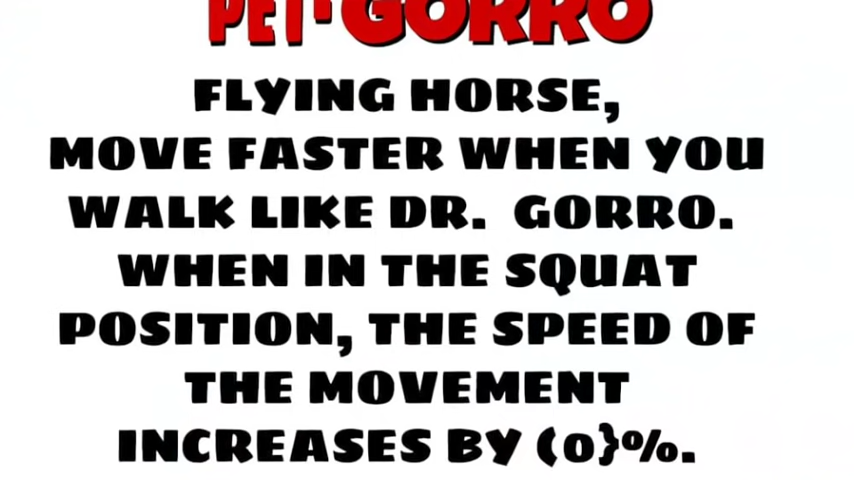 PET: GORRO
FLYING HORSE,
MOVE FASTER WHEN YOU
WALK LIKE DR. GORRO.
WHEN IN THE SQUAT
POSITION, THE SPEED OF
THE MOVEMENT
INCREASES BY (0}%.